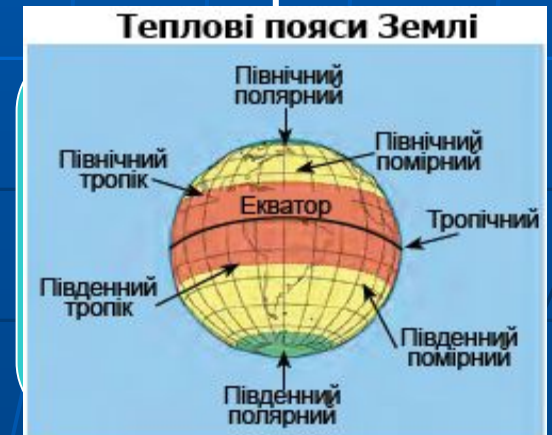 Теплові пояси Землі
Північний
полярний
Північний
тропік
Північний
помірний
Екватор
Тропічний
Південний
тропік
Південний
помірний
Південний
полярний